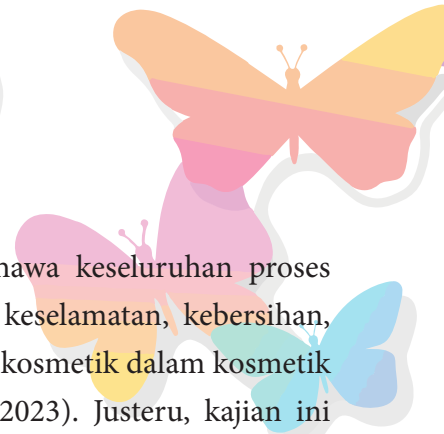 keseluruhan proses
keselamatan, kebersihan,
kosmetik dalam kosmetik
2023). Justeru, kajian ini